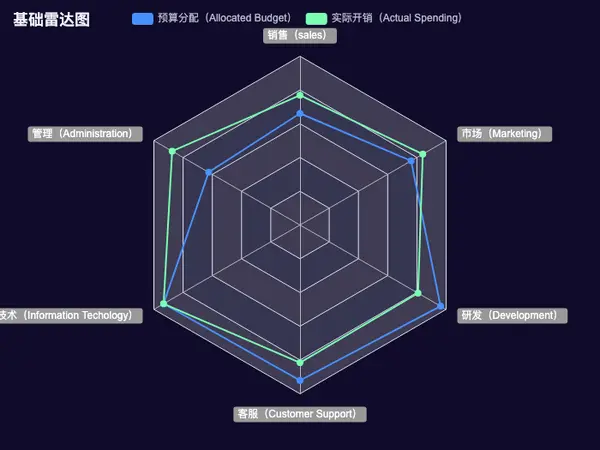 基础雷达图
预算分配（Allocated Budget）
实际开销（Actual Spending）
销售（sales）
管理（Administration）
市场（Marketing）
技术（Information Techology）
研发（Development）
客服（Customer Support）